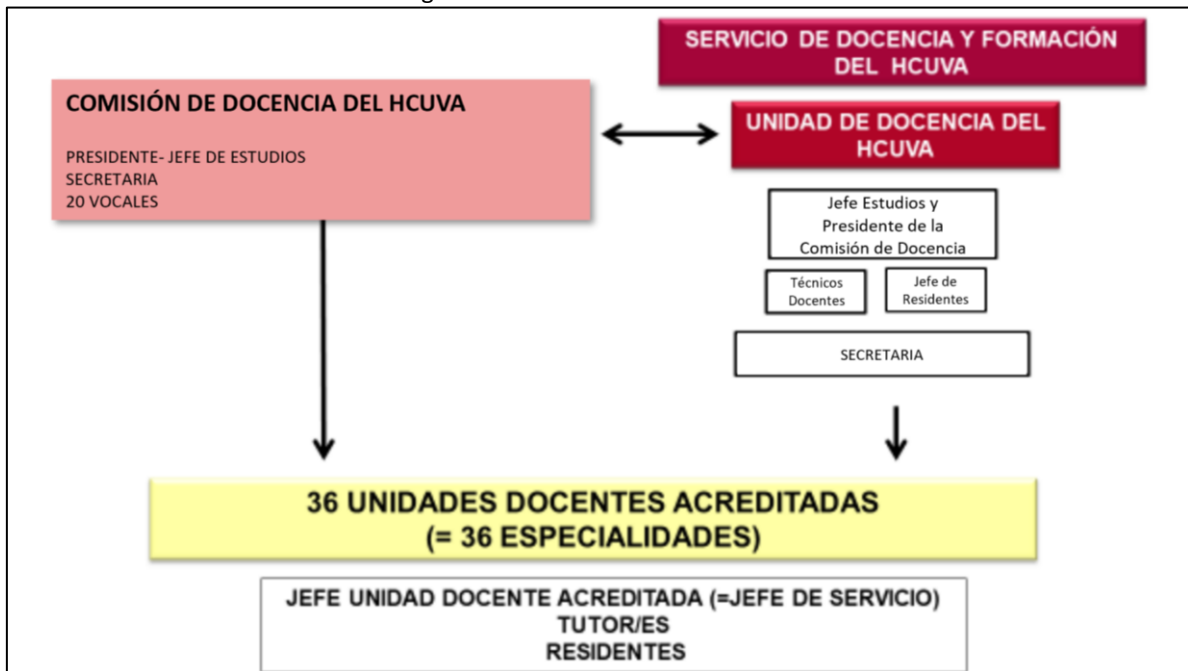 SERVICIO DE DOCENCIA Y FORMACIÓN
DEL HCUVA
COMISIÓN DE DOCENCIA DEL HCUVA
PRESIDENTE- JEFE DE ESTUDIOS
SECRETARIA
20 VOCALES
UNIDAD DE DOCENCIA DEL
HCUVA
Jefe Estudios y
Presidente de la
Comisión de Docencia
Técnicos
Docentes
Jefe de
Residentes
SECRETARIA
36 UNIDADES DOCENTES ACREDITADAS
(= 36 ESPECIALIDADES)
JEFE UNIDAD DOCENTE ACREDITADA (=JEFE DE SERVICIO)
TUTOR/ES
RESIDENTES